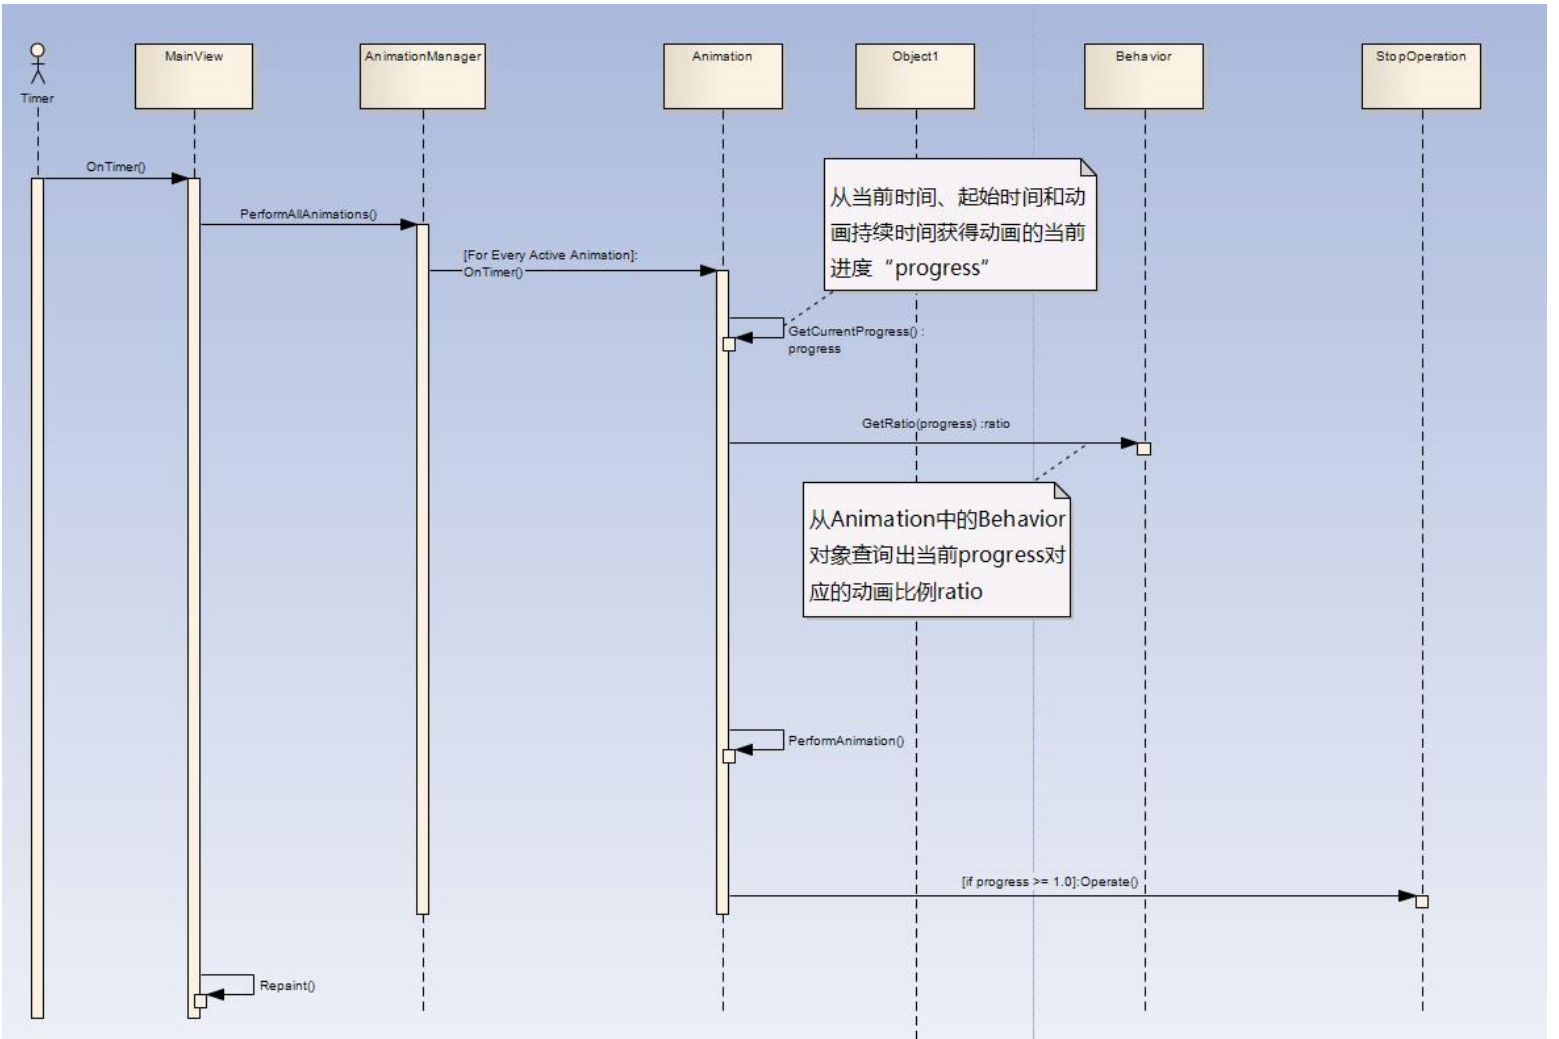 Timer
MainView
AnimationManager
Animation
Object1
Behavior
StopOperation
OnTimer()
PerformAllAnimations()
[For Every Active Animation]:
OnTimer()
从当前时间、起始时间和动
画持续时间获得动画的当前
进度“progress”
GetCurrentProgress() :
progress
GetRatio(progress) :ratio
从Animation中的Behavior
对象查询出当前progress对
应的动画比例ratio
PerformAnimation()
[if progress >= 1.0]:Operate()
Repaint()